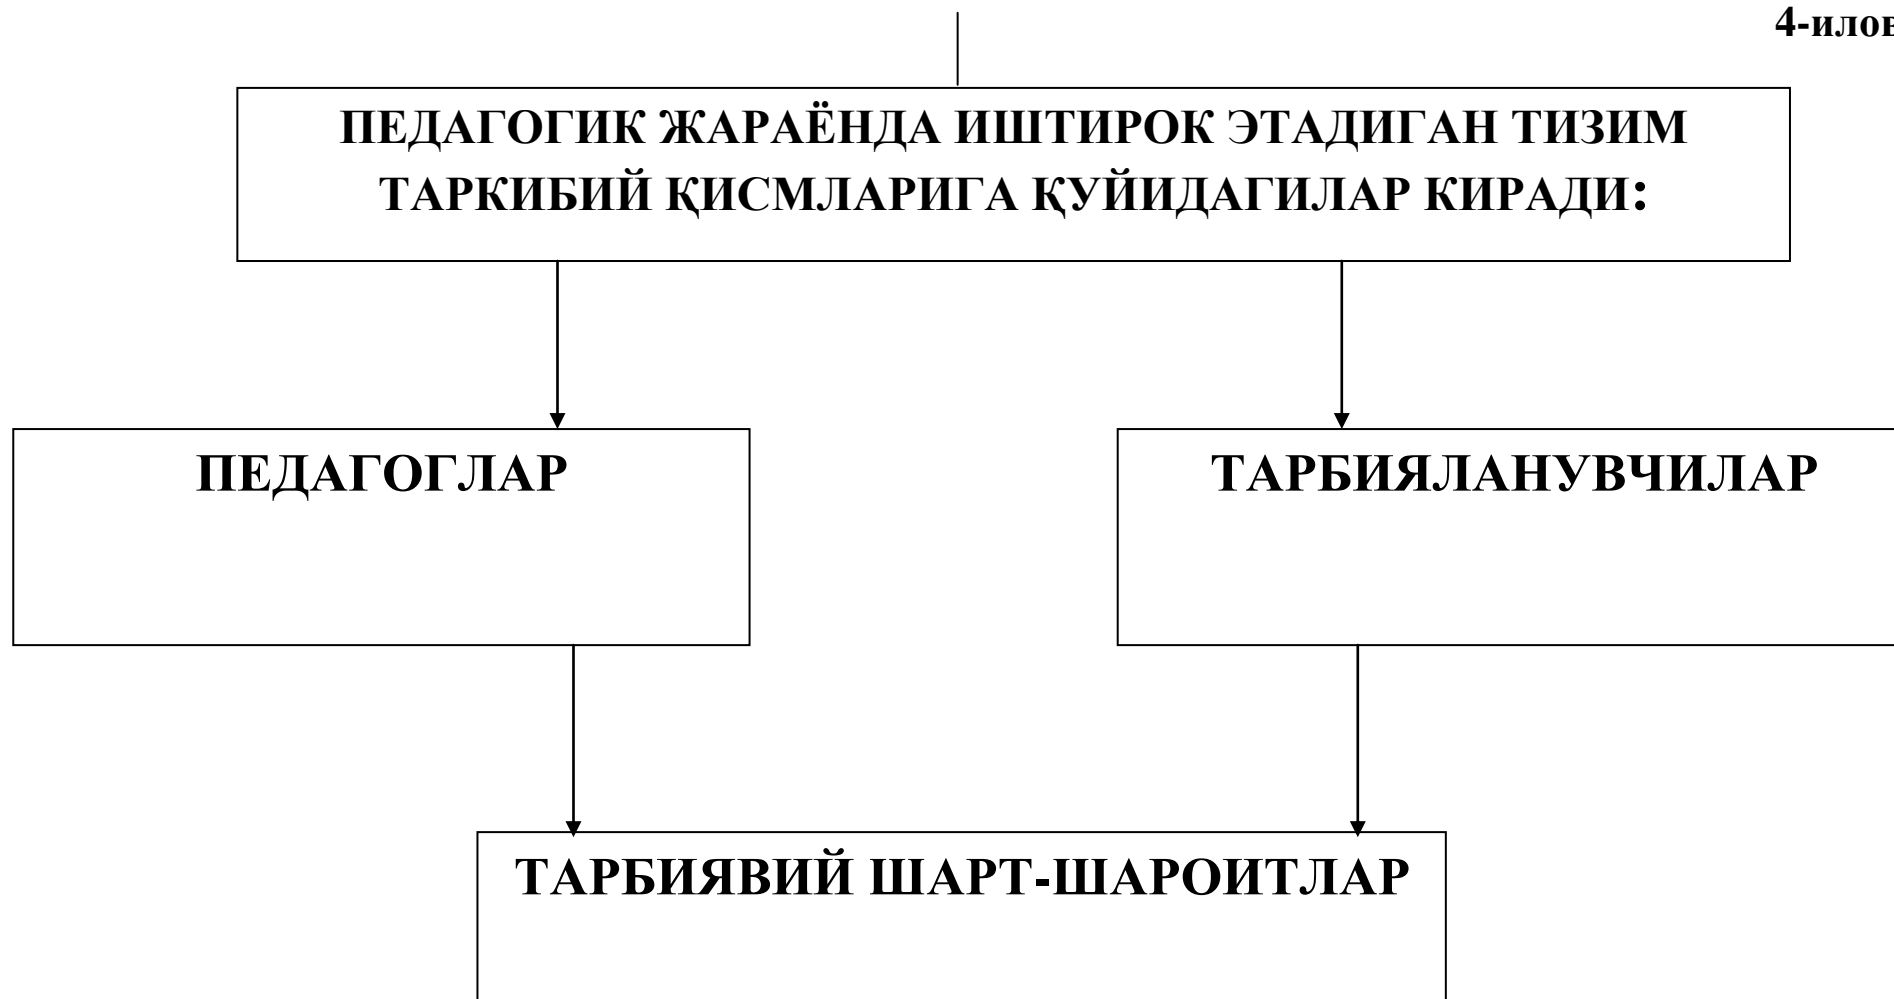 4-илов
ПЕДАГОГИК ЖАРАЁНДА ИШТИРОК ЭТАДИГАН ТИЗИМ
ТАРКИБИЙ ҚИСМЛАРИГА ҚУЙИДАГИЛАР КИРАДИ:
ПЕДАГОГЛАР
ТАРБИЯЛАНУВЧИЛАР
ТАРБИЯВИЙ ШАРТ-ШАРОИТЛАР